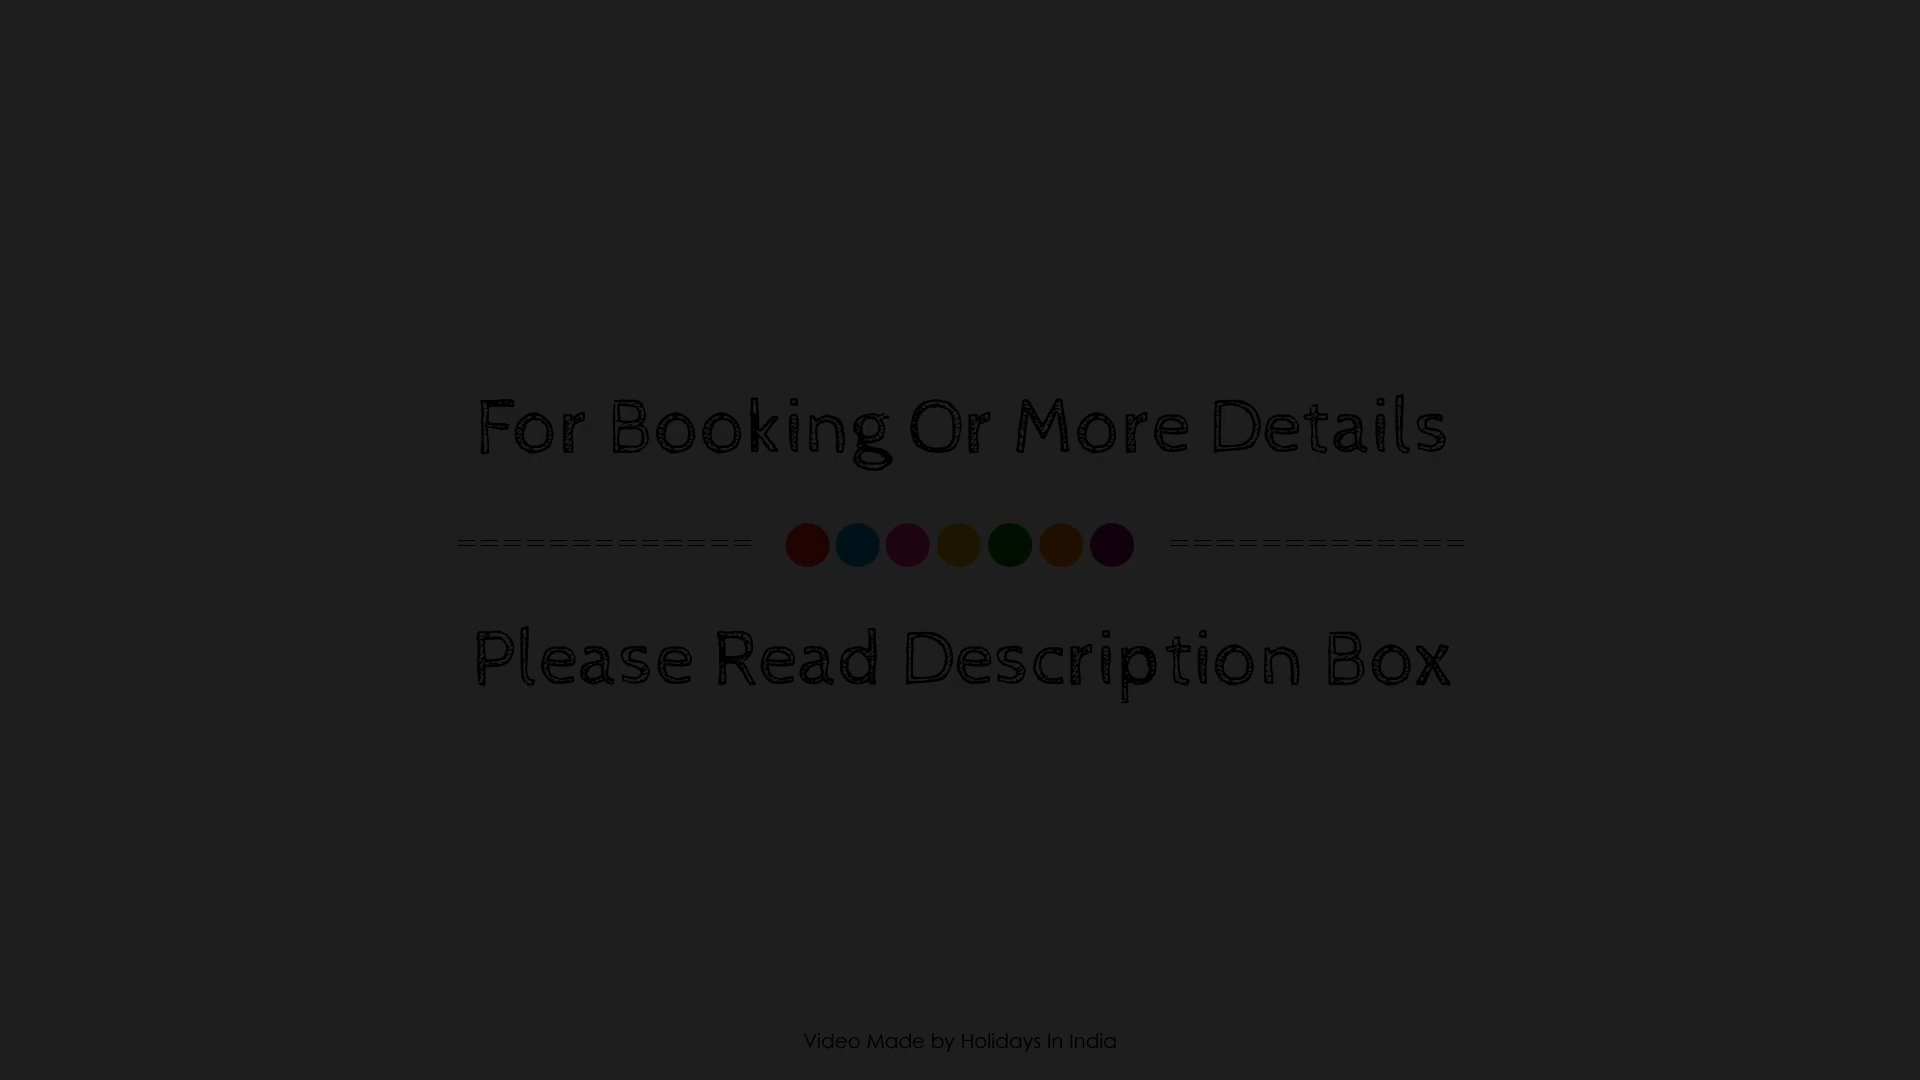 For Booking Or More Details
============= =============
Please Read Description Box
Video Made by Holidays In India